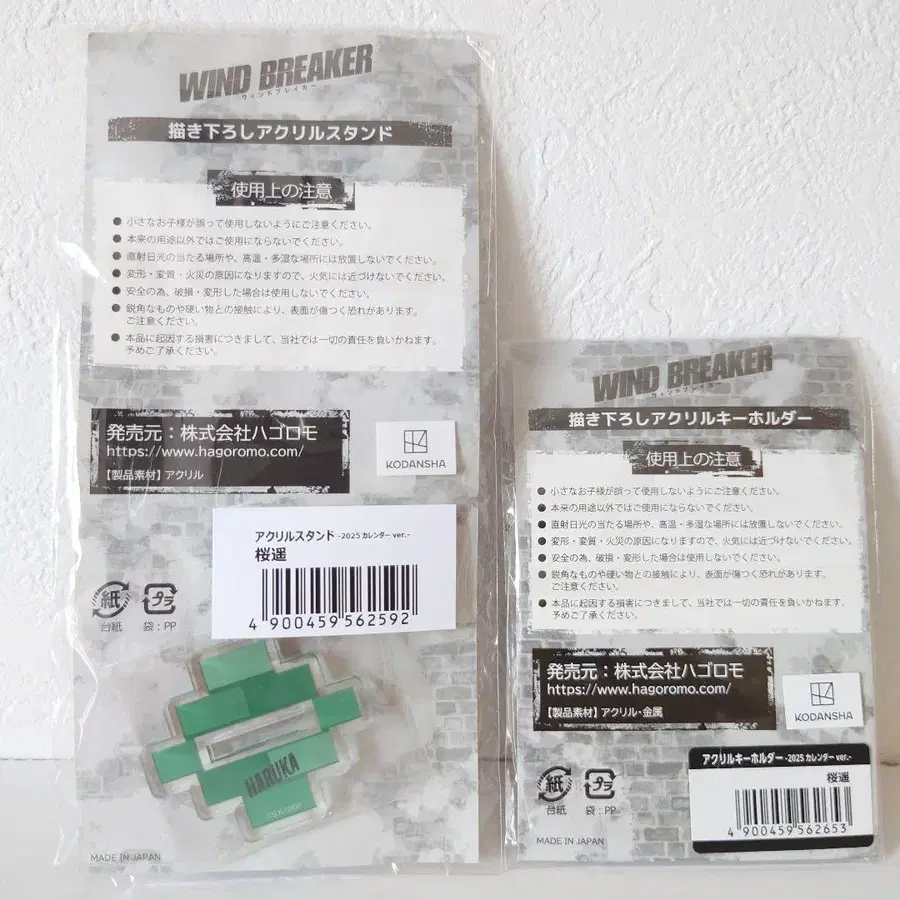 WIND BREAKER
ウィンドブレイカー
描き下ろしアクリルスタンド
使用上の注意
● 小さなお子様が誤って使用しないようにご注意ください。
● 本来の用途以外ではご使用にならないでください。
● 直射日光の当たる場所や、高温・多湿な場所には放置しないでください。
● 変形・変質・火災の原因になりますので、火気には近づけないでください。
● 安全の為、破損・変形した場合は使用しないでください。
● 鋭角なものや硬い物との接触により、表面が傷つく恐れがあります。
ご注意ください。
● 本品に起因する損害につきまして、当社では一切の責任を負いかねます。
予めご了承ください。
発売元：株式会社ハゴロモ
https://www.hagoromo.com/
【製品素材】アクリル
KODANSHA
アクリルスタンド -2025 カレンダー ver.-
桜遥
4 900459 562592
紙
台紙
プラ
袋：PP
HARUKA
MADE IN JAPAN
WIND BREAKER
ウィンドブレイカー
描き下ろしアクリルキーホルダー
使用上の注意
● 小さなお子様が誤って使用しないようにご注意ください。
● 本来の用途以外ではご使用にならないでください。
● 直射日光の当たる場所や、高温・多湿な場所には放置しないでください。
● 変形・変質・火災の原因になりますので、火気には近づけないでください。
● 安全の為、破損・変形した場合は使用しないでください。
● 鋭角なものや硬い物との接触により、表面が傷つく恐れがあります。
ご注意ください。
● 本品に起因する損害につきまして、当社では一切の責任を負いかねます。
予めご了承ください。
発売元：株式会社ハゴロモ
https://www.hagoromo.com/
【製品素材】アクリル・金属
KODANSHA
アクリルキーホルダー -2025 カレンダー ver.-
桜遥
4 900459 562653
紙
台紙
プラ
袋：PP
MADE IN JAPAN